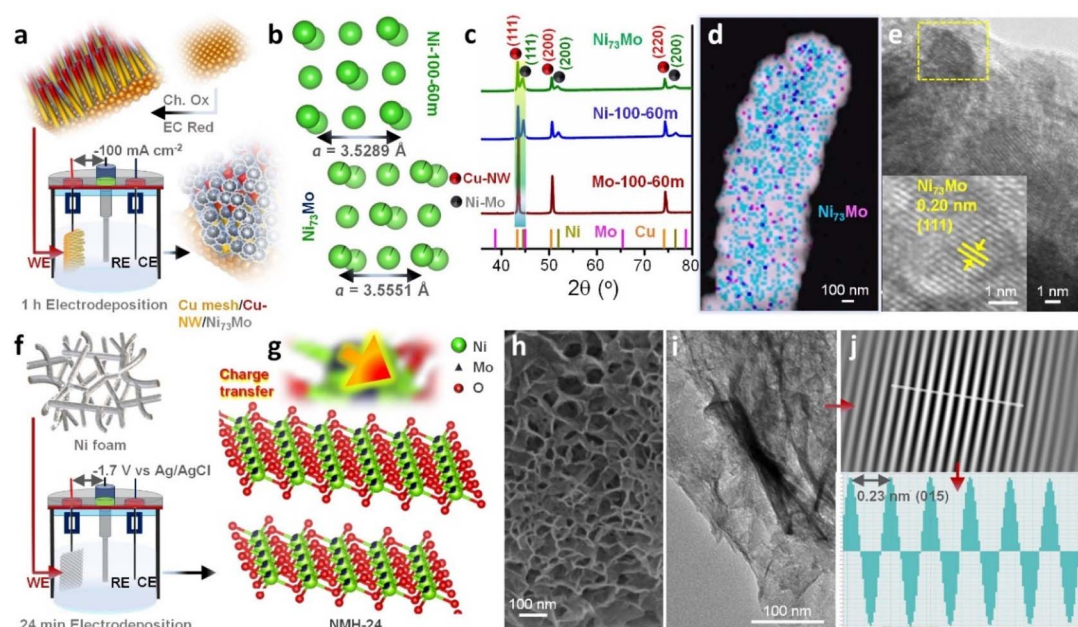 a
Ch. Ox
EC Red
-100 mA cm⁻²
WE
RE
CE
1 h Electrodeposition
Cu mesh/Cu-
NW/Ni₇₃Mo
b
Ni-100-60m
a = 3.5289 Å
Ni₇₃Mo
a = 3.5551 Å
c
(111)
(111)
(200)
(200)
(220)
(200)
Ni₇₃Mo
Ni-100-60m
Mo-100-60m
Cu-NW
Ni-Mo
Ni
Mo
Cu
40 50 60 70 80
2θ (º)
d
Ni₇₃Mo
100 nm
e
Ni₇₃Mo
0.20 nm
(111)
1 nm
1 nm
f
Ni foam
-1.7 V vs Ag/AgCl
WE
RE
CE
24 min Electrodeposition
g
Charge
transfer
Ni
Mo
O
NMH-24
h
100 nm
i
100 nm
j
0.23 nm (015)